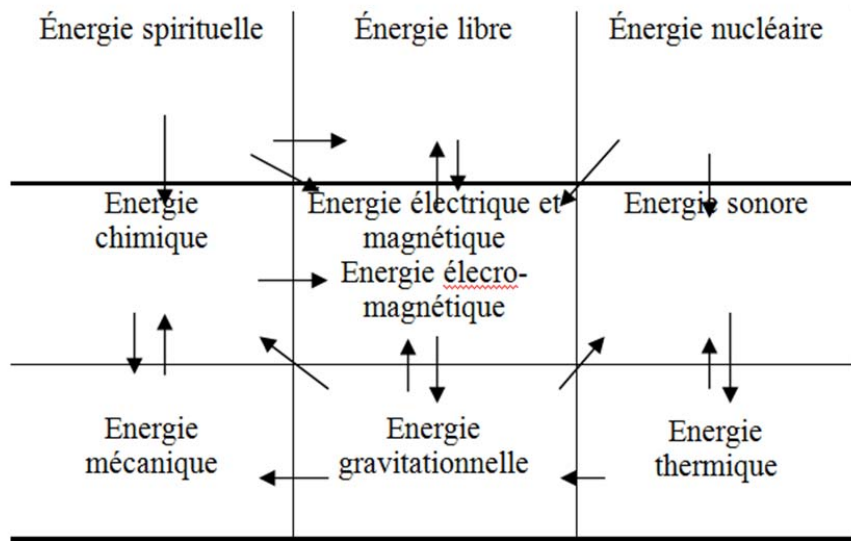 Énergie spirituelle
Énergie libre
Énergie nucléaire
Energie
chimique
Energie électrique et
magnétique
Energie élecro-
magnétique
Energie sonore
Energie
mécanique
Energie
gravitationnelle
Energie
thermique